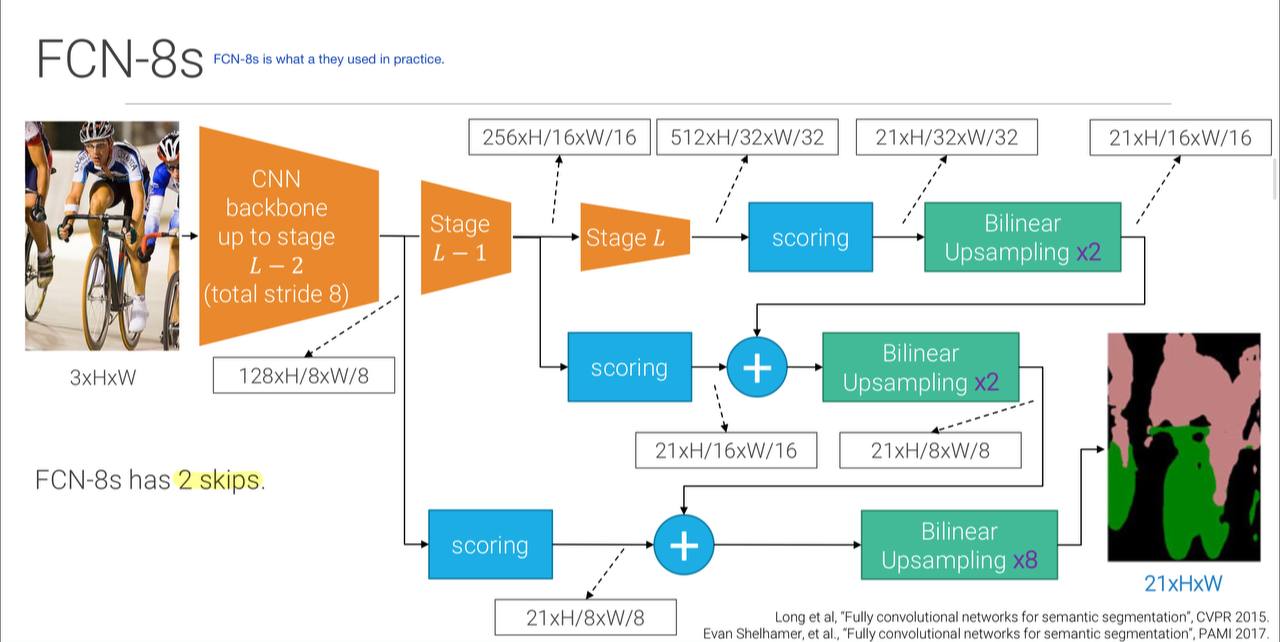 FCN-8s
FCN-8s is what a they used in practice.
256xH/16xW/16
512xH/32xW/32
21xH/32xW/32
21xH/16xW/16
CNN
backbone
up to stage
L − 2
(total stride 8)
Stage
L − 1
Stage L
scoring
Bilinear
Upsampling x2
3xHxW
128xH/8xW/8
scoring
+
Bilinear
Upsampling x2
21xH/16xW/16
21xH/8xW/8
FCN-8s has 2 skips.
scoring
+
Bilinear
Upsampling x8
21xHxW
21xH/8xW/8
Long et al, "Fully convolutional networks for semantic segmentation", CVPR 2015.
Evan Shelhamer, et al., "Fully convolutional networks for semantic segmentation", PAMI 2017.